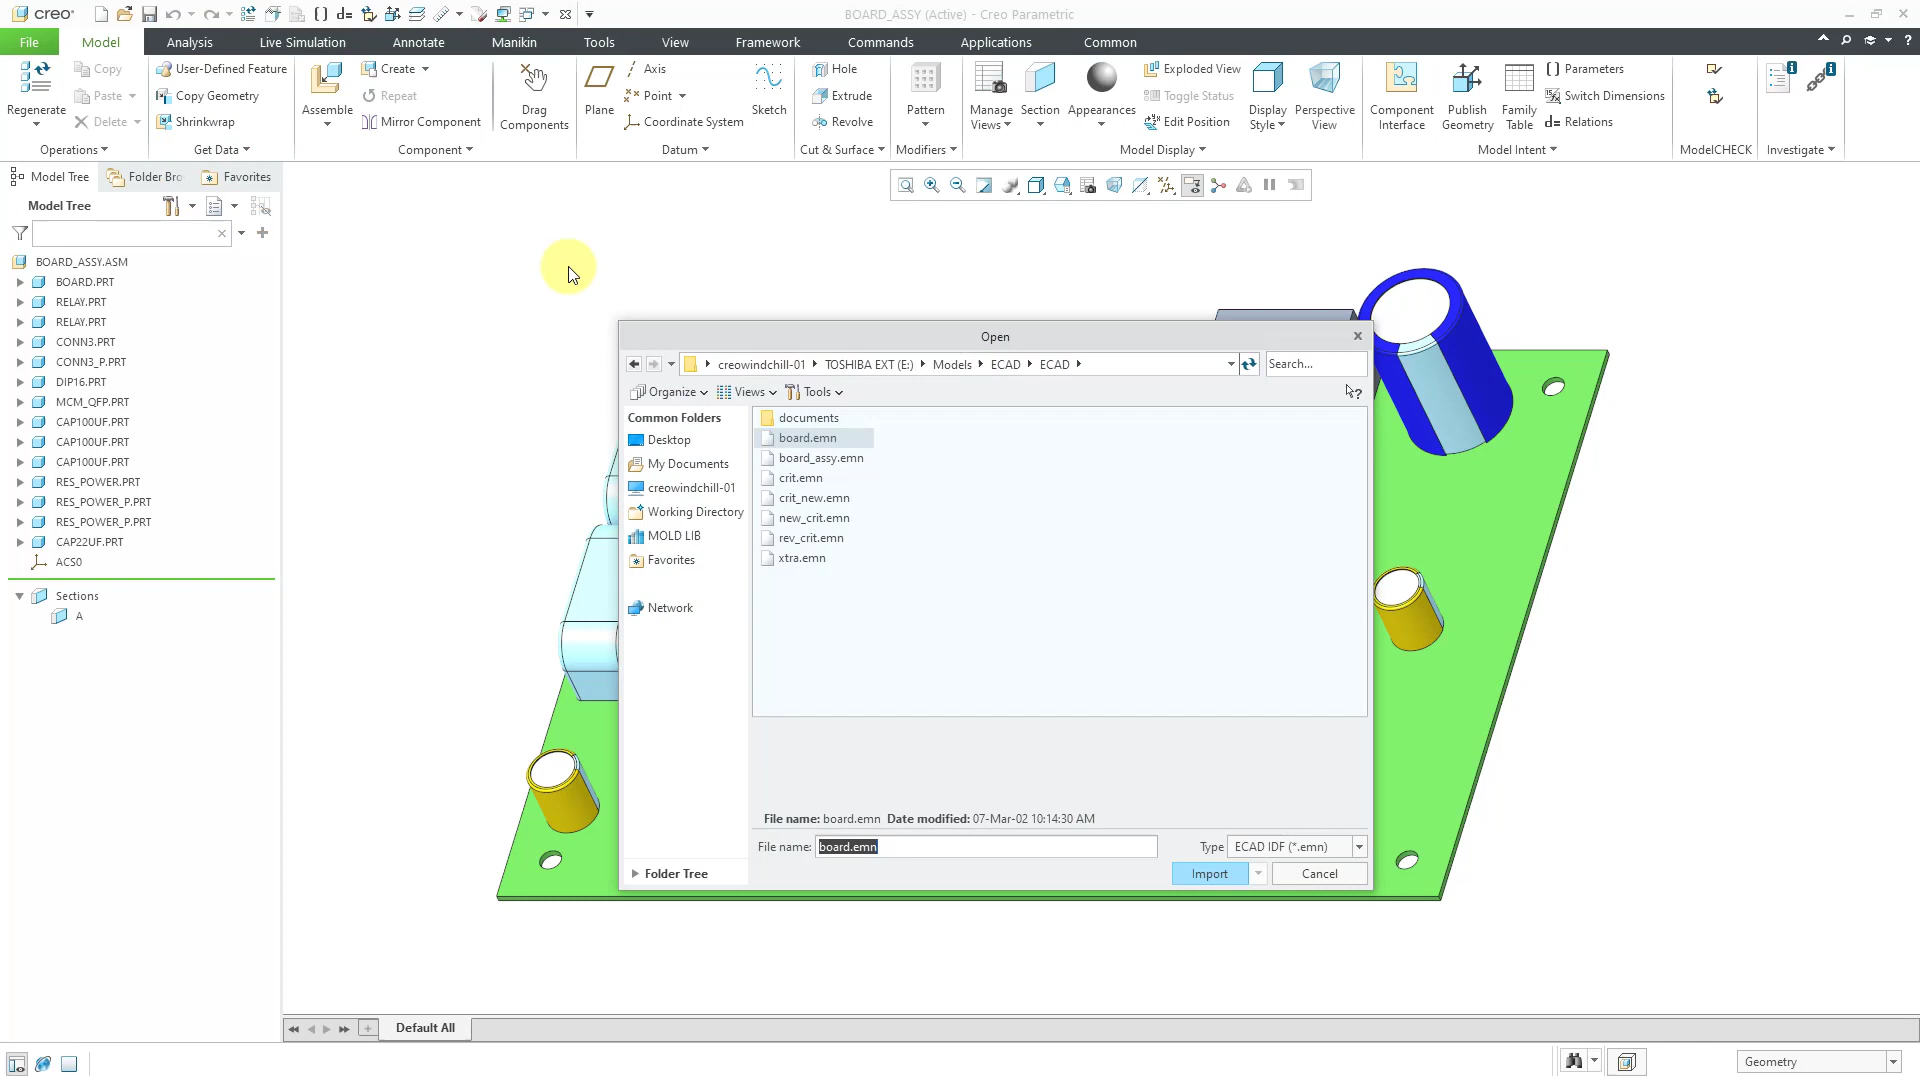 creo
BOARD_ASSY (Active) - Creo Parametric
File
Model
Analysis
Live Simulation
Annotate
Manikin
Tools
View
Framework
Commands
Applications
Common
Regenerate
Copy
Paste
Delete
Operations
User-Defined Feature
Copy Geometry
Shrinkwrap
Get Data
Assemble
Create
Repeat
Mirror Component
Component
Drag
Components
Plane
Axis
Point
Coordinate System
Sketch
Datum
Hole
Extrude
Revolve
Cut & Surface
Pattern
Modifiers
Manage
Views
Section
Appearances
Exploded View
Toggle Status
Edit Position
Display
Style
Perspective
View
Model Display
Component
Interface
Publish
Geometry
Family
Table
Parameters
Switch Dimensions
d= Relations
Model Intent
ModelCHECK
Investigate
Model Tree
Folder Bro
Favorites
Model Tree
BOARD_ASSY.ASM
BOARD.PRT
RELAY.PRT
RELAY.PRT
CONN3.PRT
CONN3_P.PRT
DIP16.PRT
MCM_QFP.PRT
CAP100UF.PRT
CAP100UF.PRT
CAP100UF.PRT
RES_POWER.PRT
RES_POWER_P.PRT
RES_POWER_P.PRT
CAP22UF.PRT
ACS0
Sections
A
Open
creowindchill-01
TOSHIBA EXT (E:)
Models
ECAD
ECAD
Search...
Organize
Views
Tools
Common Folders
Desktop
My Documents
creowindchill-01
Working Directory
MOLD LIB
Favorites
Network
Folder Tree
documents
board.emn
board_assy.emn
crit.emn
crit_new.emn
new_crit.emn
rev_crit.emn
xtra.emn
File name: board.emn Date modified: 07-Mar-02 10:14:30 AM
File name: board.emn
Type ECAD IDF (*.emn)
Import
Cancel
Default All
Geometry